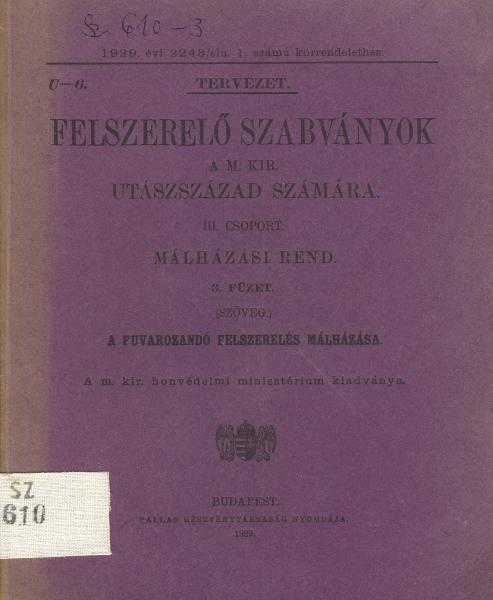 Sz 610-3
1929. évi 2248/eln. 1. számú körrendelethez.
U—6.
TERVEZET.
FELSZERELŐ SZABVÁNYOK
A M. KIR.
UTÁSZSZÁZAD SZÁMÁRA.
III. CSOPORT.
MÁLHÁZÁSI REND.
3. FÜZET.
(SZÖVEG.)
A FUVAROZANDÓ FELSZERELÉS MÁLHÁZÁSA.
A m. kir. honvédelmi minisztérium kiadványa.
SZ
610
BUDAPEST.
PALLAS RÉSZVÉNYTÁRSASÁG NYOMDÁJA.
1929.